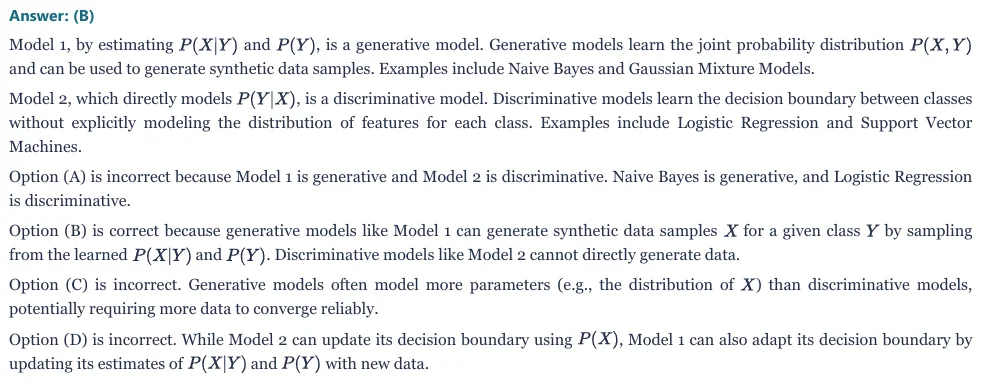 Answer: (B)
Model 1, by estimating P(X|Y) and P(Y), is a generative model. Generative models learn the joint probability distribution P(X,Y)
and can be used to generate synthetic data samples. Examples include Naive Bayes and Gaussian Mixture Models.
Model 2, which directly models P(Y|X), is a discriminative model. Discriminative models learn the decision boundary between classes
without explicitly modeling the distribution of features for each class. Examples include Logistic Regression and Support Vector
Machines.
Option (A) is incorrect because Model 1 is generative and Model 2 is discriminative. Naive Bayes is generative, and Logistic Regression
is discriminative.
Option (B) is correct because generative models like Model 1 can generate synthetic data samples X for a given class Y by sampling
from the learned P(X|Y) and P(Y). Discriminative models like Model 2 cannot directly generate data.
Option (C) is incorrect. Generative models often model more parameters (e.g., the distribution of X) than discriminative models,
potentially requiring more data to converge reliably.
Option (D) is incorrect. While Model 2 can update its decision boundary using P(X), Model 1 can also adapt its decision boundary by
updating its estimates of P(X|Y) and P(Y) with new data.